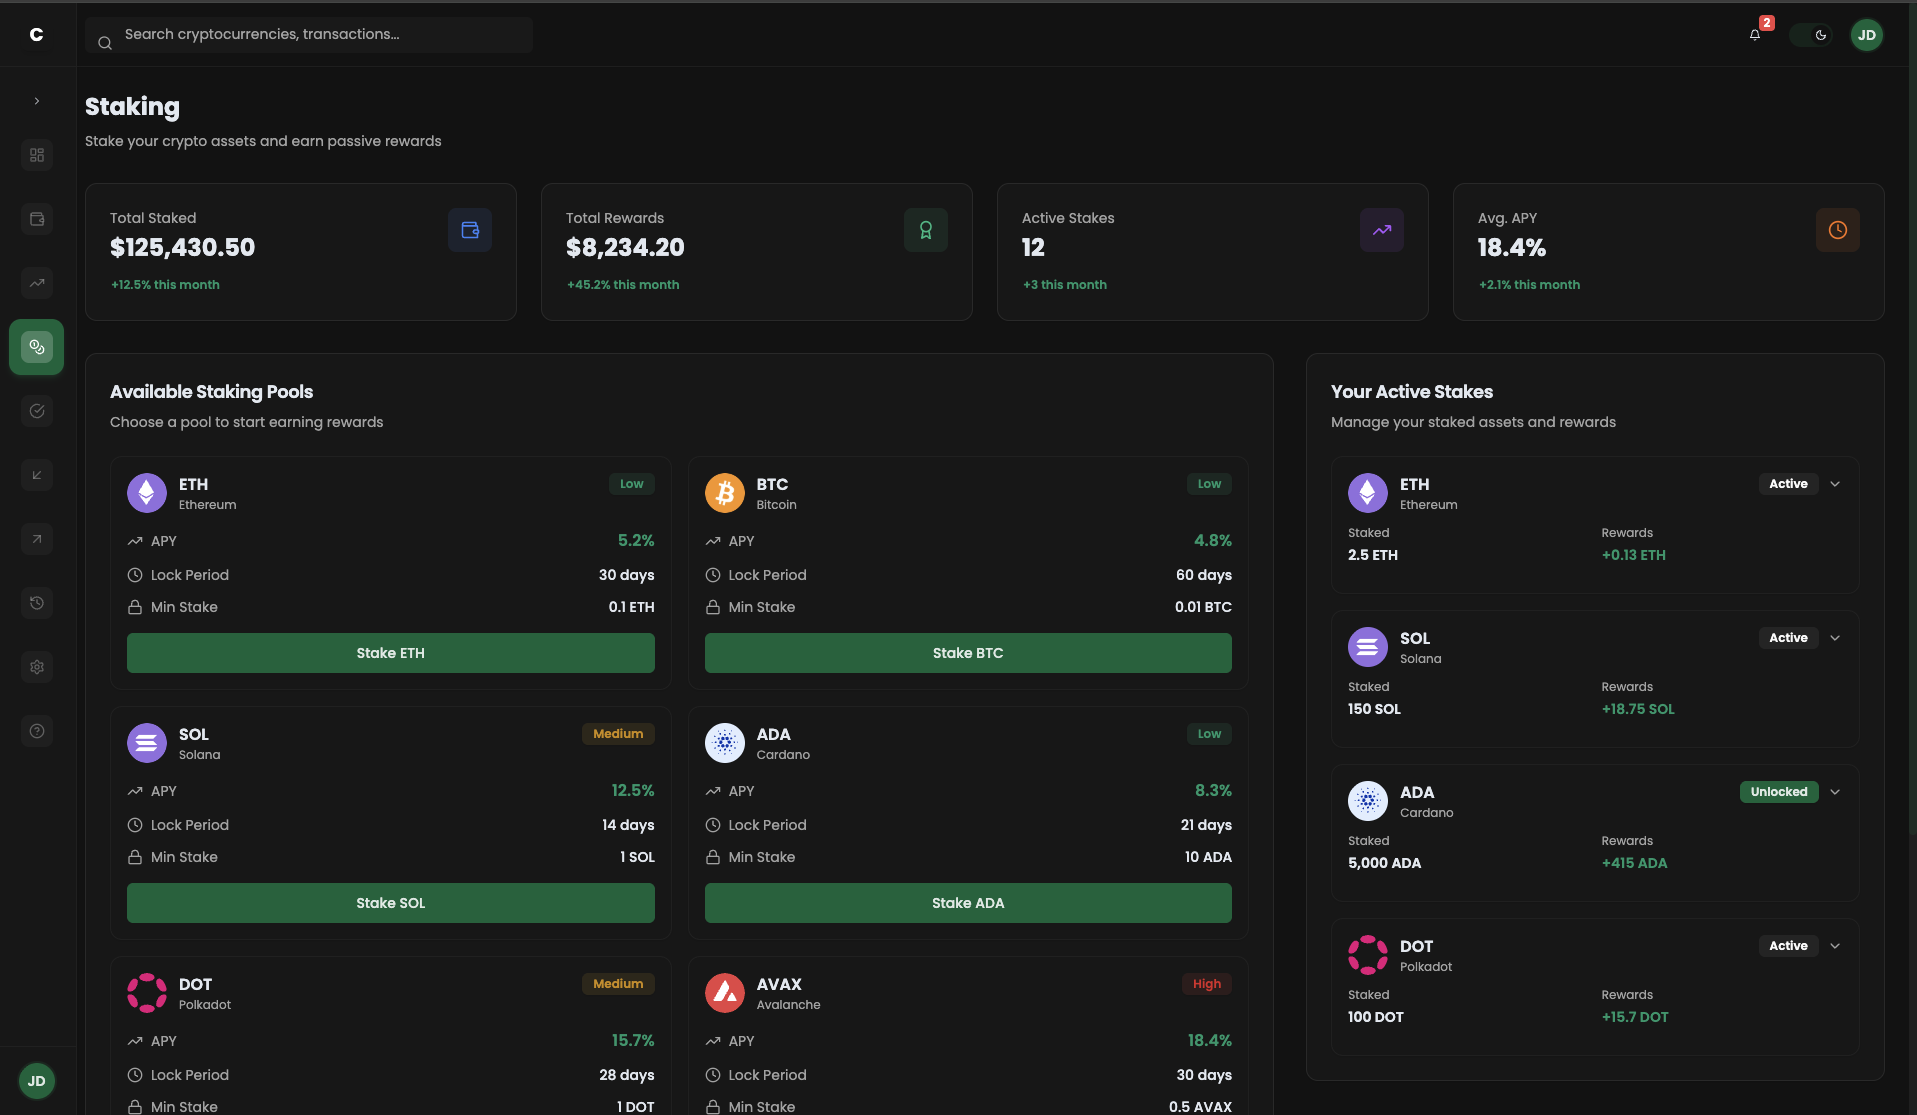 C
Search cryptocurrencies, transactions...
2
JD
Staking
Stake your crypto assets and earn passive rewards
Total Staked
$125,430.50
+12.5% this month
Total Rewards
$8,234.20
+45.2% this month
Active Stakes
12
+3 this month
Avg. APY
18.4%
+2.1% this month
Available Staking Pools
Choose a pool to start earning rewards
ETH
Low
Ethereum
APY
5.2%
Lock Period
30 days
Min Stake
0.1 ETH
Stake ETH
BTC
Low
Bitcoin
APY
4.8%
Lock Period
60 days
Min Stake
0.01 BTC
Stake BTC
SOL
Medium
Solana
APY
12.5%
Lock Period
14 days
Min Stake
1 SOL
Stake SOL
ADA
Low
Cardano
APY
8.3%
Lock Period
21 days
Min Stake
10 ADA
Stake ADA
DOT
Medium
Polkadot
APY
15.7%
Lock Period
28 days
Min Stake
1 DOT
AVAX
High
Avalanche
APY
18.4%
Lock Period
30 days
Min Stake
0.5 AVAX
Your Active Stakes
Manage your staked assets and rewards
ETH
Active
Ethereum
Staked
Rewards
2.5 ETH
+0.13 ETH
SOL
Active
Solana
Staked
Rewards
150 SOL
+18.75 SOL
ADA
Unlocked
Cardano
Staked
Rewards
5,000 ADA
+415 ADA
DOT
Active
Polkadot
Staked
Rewards
100 DOT
+15.7 DOT
JD